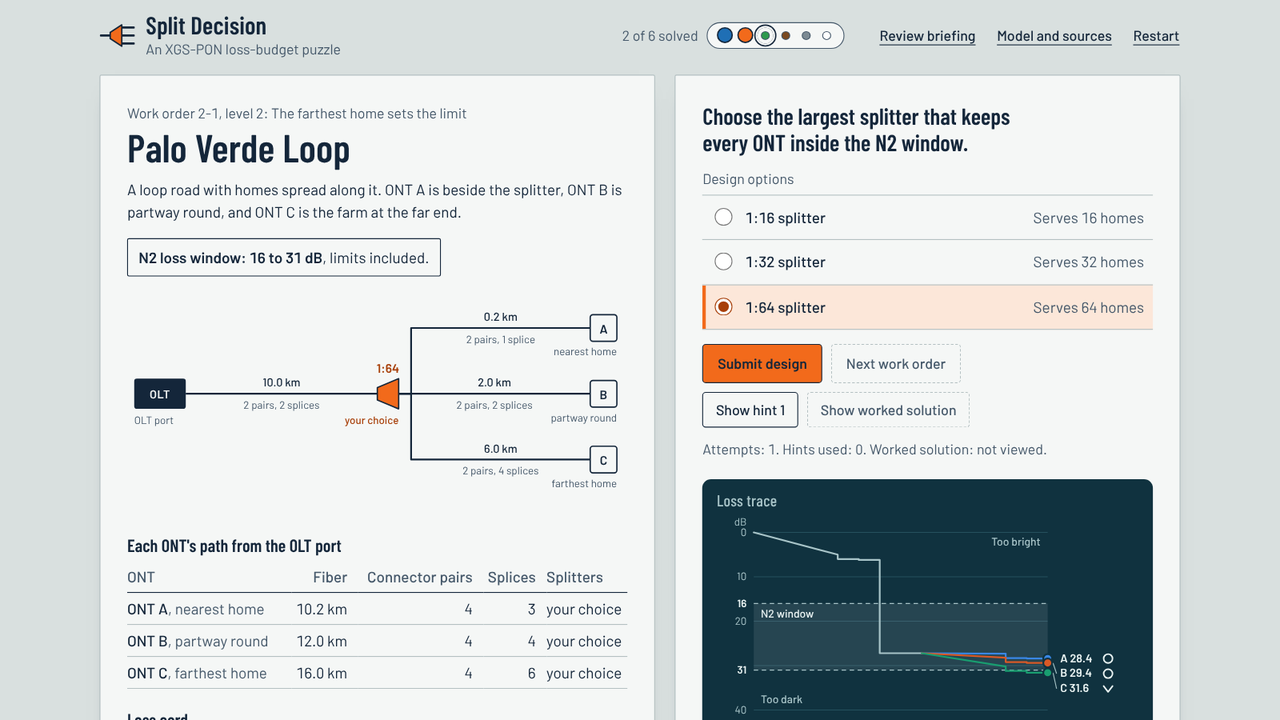 Split Decision
An XGS-PON loss-budget puzzle
2 of 6 solved
Review briefing
Model and sources
Restart
Work order 2-1, level 2: The farthest home sets the limit
Palo Verde Loop
A loop road with homes spread along it. ONT A is beside the splitter, ONT B is
partway round, and ONT C is the farm at the far end.
N2 loss window: 16 to 31 dB, limits included.
0.2 km
2 pairs, 1 splice
A
nearest home
1:64
OLT
10.0 km
2 pairs, 2 splices
OLT port
your choice
2.0 km
2 pairs, 2 splices
B
partway round
6.0 km
2 pairs, 4 splices
C
farthest home
Each ONT's path from the OLT port
ONT Fiber Connector pairs Splices Splitters
ONT A, nearest home 10.2 km 4 3 your choice
ONT B, partway round 12.0 km 4 4 your choice
ONT C, farthest home 16.0 km 4 6 your choice
Choose the largest splitter that keeps
every ONT inside the N2 window.
Design options
1:16 splitter Serves 16 homes
1:32 splitter Serves 32 homes
1:64 splitter Serves 64 homes
Submit design
Next work order
Show hint 1
Show worked solution
Attempts: 1. Hints used: 0. Worked solution: not viewed.
Loss trace
dB
0
Too bright
10
16
N2 window
20
31
A 28.4
B 29.4
C 31.6
Too dark
40